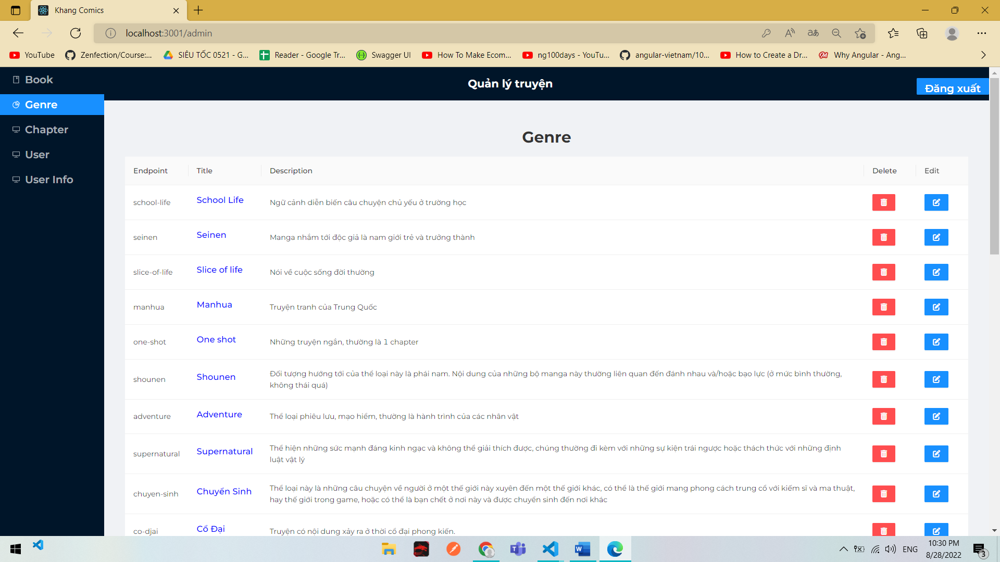 Khang Comics
localhost:3001/admin
YouTube
Zenfection/Course:...
SIÊU TỐC 0521 - G...
Reader - Google Tr...
Swagger UI
How To Make Ecom...
ng100days - YouTu...
angular-vietnam/10...
How to Create a Dr...
Why Angular - Ang...
Book
Quản lý truyện
Đăng xuất
Genre
Chapter
User
User Info
Genre
Endpoint Title Description Delete Edit
school-life School Life Ngữ cảnh diễn biến câu chuyện chủ yếu ở trường học
seinen Seinen Manga nhắm tới độc giả là nam giới trẻ và trưởng thành
slice-of-life Slice of life Nói về cuộc sống đời thường
manhua Manhua Truyện tranh của Trung Quốc
one-shot One shot Những truyện ngắn, thường là 1 chapter
shounen Shounen Đối tượng hướng tới của thể loại này là phái nam. Nội dung của những bộ manga này thường liên quan đến đánh nhau và/hoặc bạo lực (ở mức bình thường,
không thái quá)
adventure Adventure Thể loại phiêu lưu, mạo hiểm, thường là hành trình của các nhân vật
supernatural Supernatural Thể hiện những sức mạnh đáng kinh ngạc và không thể giải thích được, chúng thường đi kèm với những sự kiện trái ngược hoặc thách thức với những định
luật vật lý
chuyen-sinh Chuyển Sinh Thể loại này là những câu chuyện về người ở một thế giới này xuyên đến một thế giới khác, có thể là thế giới mang phong cách trung cổ với kiếm sĩ và ma thuật,
hay thế giới trong game, hoặc có thể là bạn chết ở nơi này và được chuyển sinh đến nơi khác
co-djai Cổ Đại Truyện có nội dung xảy ra ở thời cổ đại phong kiến.
ENG
10:30 PM
8/28/2022
3